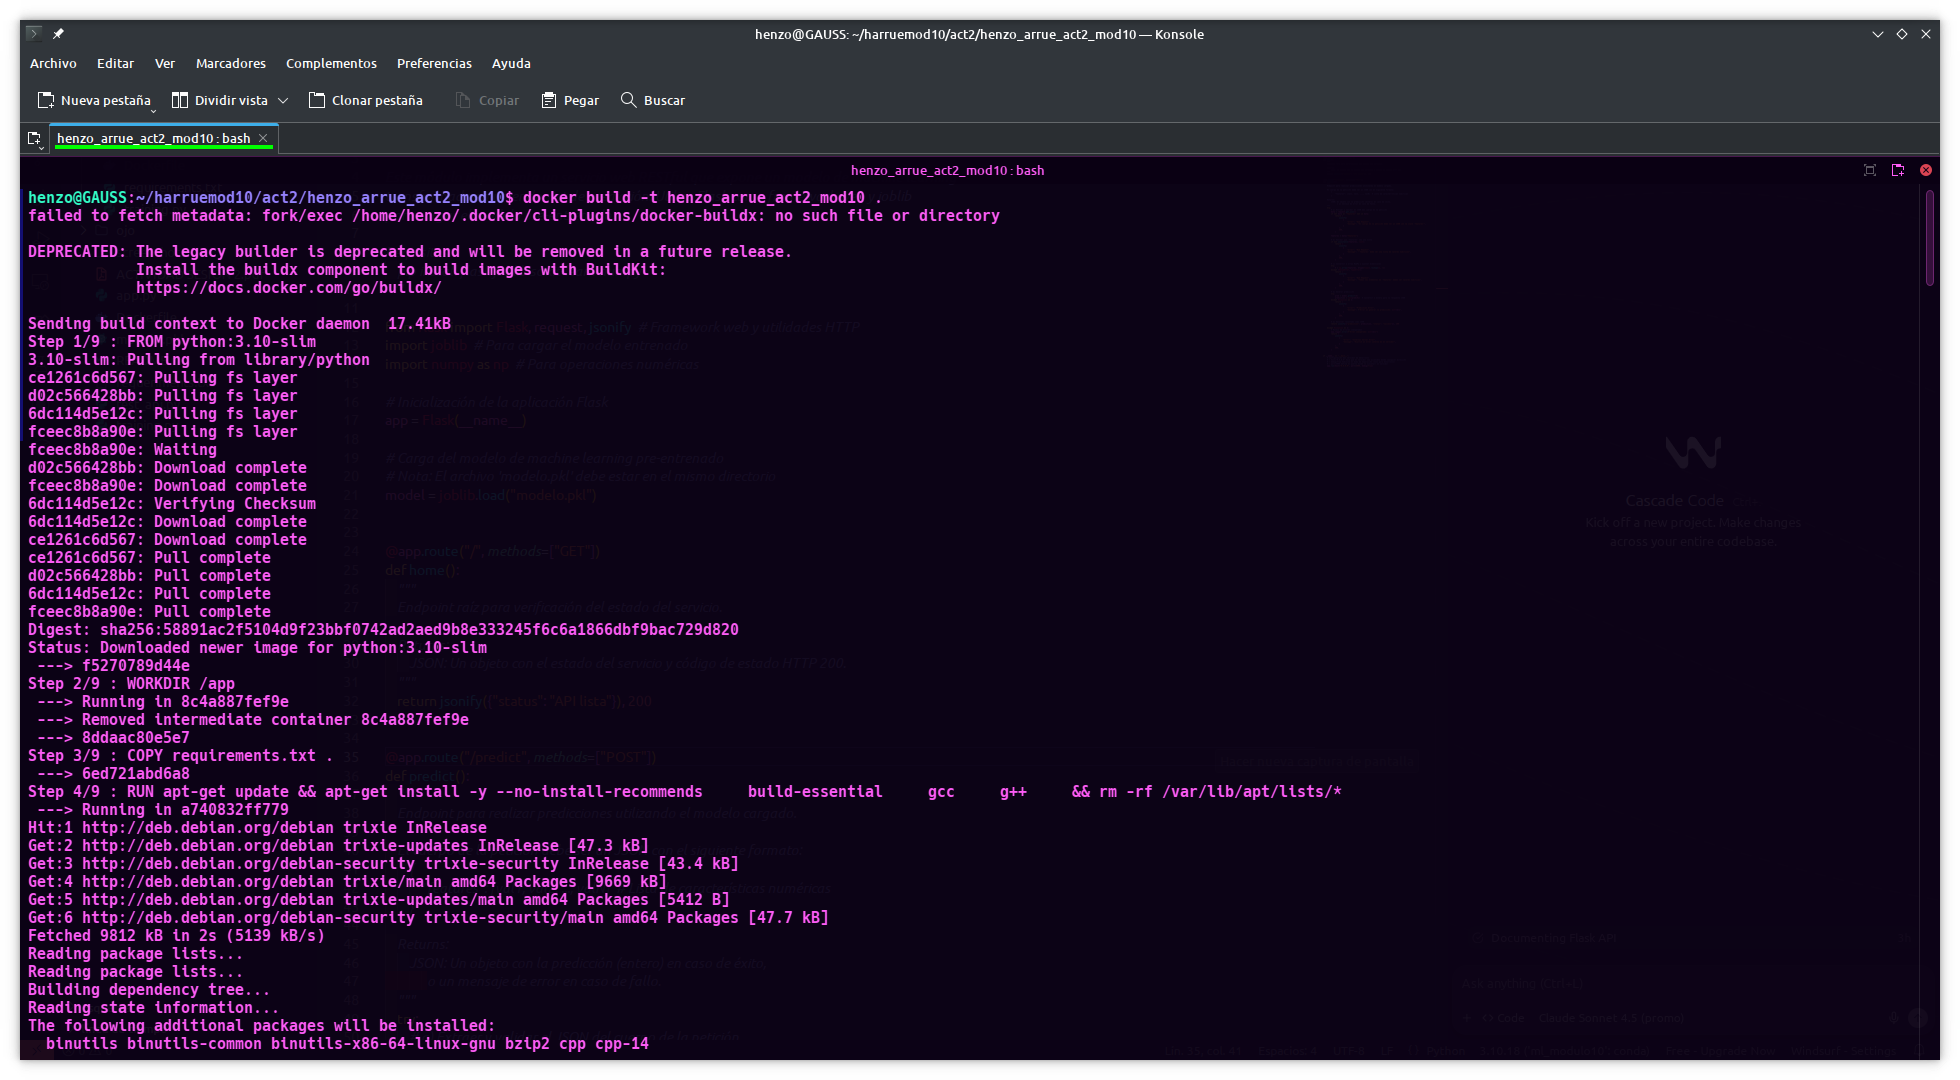 henzo@GAUSS: ~/harruemod10/act2/henzo_arrue_act2_mod10 — Konsole
Archivo Editar Ver Marcadores Complementos Preferencias Ayuda
Nueva pestaña Dividir vista Clonar pestaña Copiar Pegar Buscar
henzo_arrue_act2_mod10 : bash
henzo_arrue_act2_mod10 : bash
henzo@GAUSS:~/harruemod10/act2/henzo_arrue_act2_mod10$ docker build -t henzo_arrue_act2_mod10 .
failed to fetch metadata: fork/exec /home/henzo/.docker/cli-plugins/docker-buildx: no such file or directory
DEPRECATED: The legacy builder is deprecated and will be removed in a future release.
Install the buildx component to build images with BuildKit:
https://docs.docker.com/go/buildx/
Sending build context to Docker daemon 17.41kB
Step 1/9 : FROM python:3.10-slim
3.10-slim: Pulling from library/python
ce1261c6d567: Pulling fs layer
d02c566428bb: Pulling fs layer
6dc114d5e12c: Pulling fs layer
fceec8b8a90e: Pulling fs layer
fceec8b8a90e: Waiting
d02c566428bb: Download complete
fceec8b8a90e: Download complete
6dc114d5e12c: Verifying Checksum
6dc114d5e12c: Download complete
ce1261c6d567: Download complete
ce1261c6d567: Pull complete
d02c566428bb: Pull complete
6dc114d5e12c: Pull complete
fceec8b8a90e: Pull complete
Digest: sha256:58891ac2f5104d9f23bbf0742ad2aed9b8e333245f6c6a1866dbf9bac729d820
Status: Downloaded newer image for python:3.10-slim
---> f5270789d44e
Step 2/9 : WORKDIR /app
---> Running in 8c4a887fef9e
---> Removed intermediate container 8c4a887fef9e
---> 8ddaac80e5e7
Step 3/9 : COPY requirements.txt .
---> 6ed721abd6a8
Step 4/9 : RUN apt-get update && apt-get install -y --no-install-recommends build-essential gcc g++ && rm -rf /var/lib/apt/lists/*
---> Running in a740832ff779
Hit:1 http://deb.debian.org/debian trixie InRelease
Get:2 http://deb.debian.org/debian trixie-updates InRelease [47.3 kB]
Get:3 http://deb.debian.org/debian-security trixie-security InRelease [43.4 kB]
Get:4 http://deb.debian.org/debian trixie/main amd64 Packages [9669 kB]
Get:5 http://deb.debian.org/debian trixie-updates/main amd64 Packages [5412 B]
Get:6 http://deb.debian.org/debian-security trixie-security/main amd64 Packages [47.7 kB]
Fetched 9812 kB in 2s (5139 kB/s)
Reading package lists...
Reading package lists...
Building dependency tree...
Reading state information...
The following additional packages will be installed:
binutils binutils-common binutils-x86-64-linux-gnu bzip2 cpp cpp-14